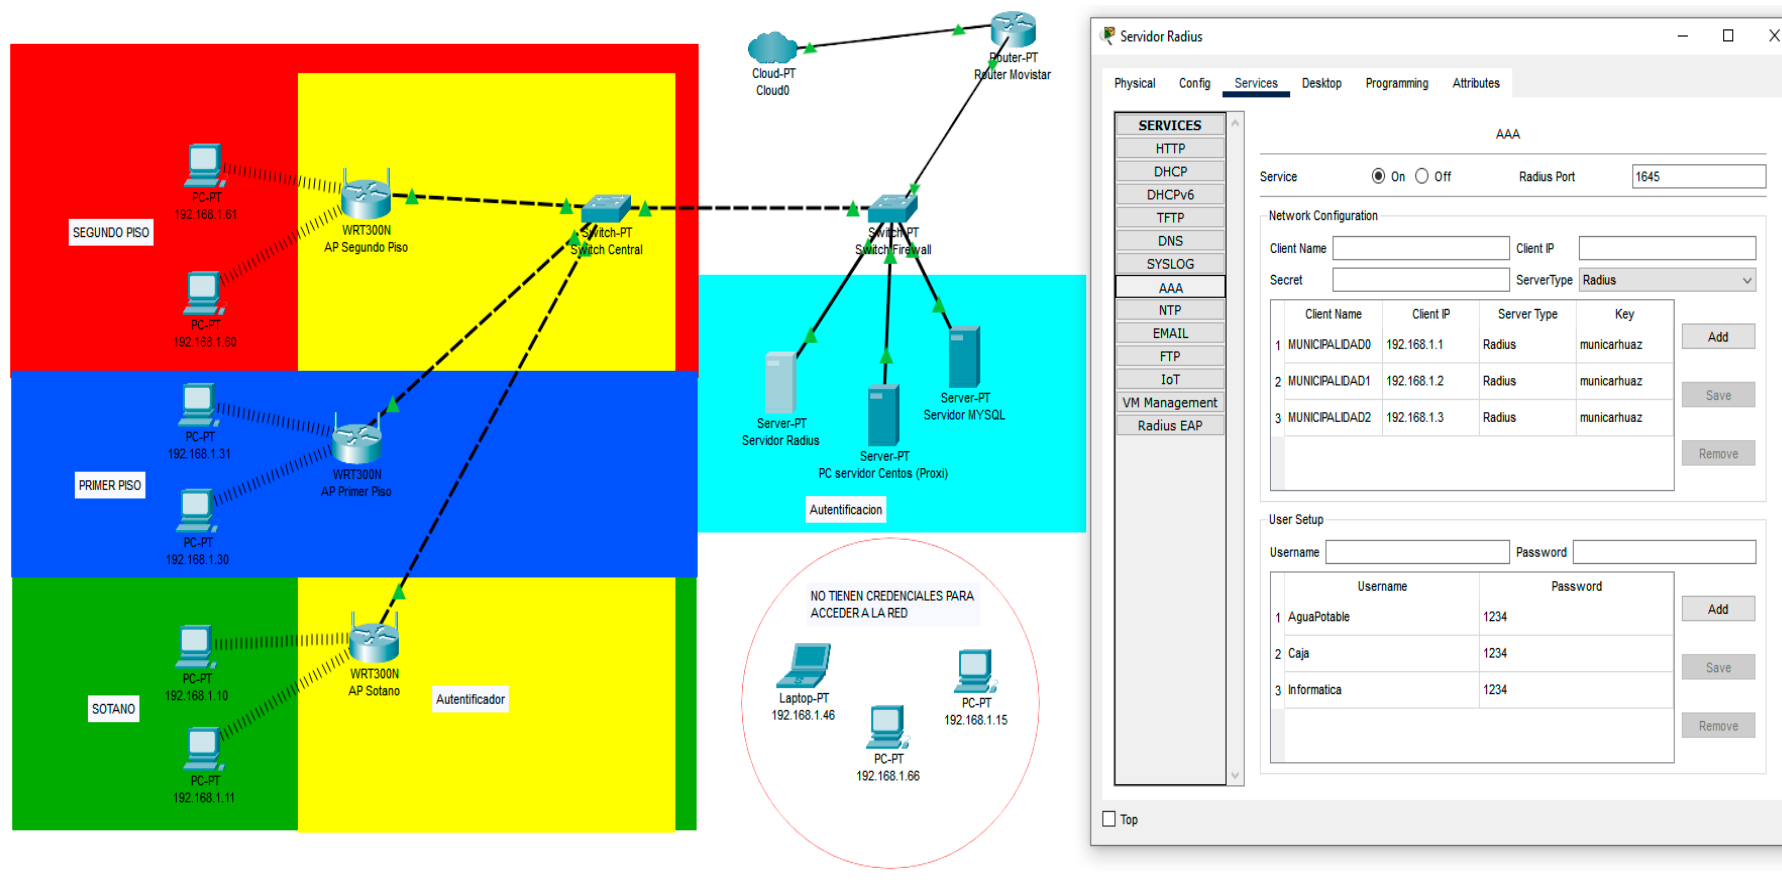 Cloud-PT
Cloud0
Router-PT
Router Movistar
PC-PT
192.168.1.61
SEGUNDO PISO
WRT300N
AP Segundo Piso
Switch-PT
Switch Central
Switch-PT
Switch Firewall
PC-PT
192.168.1.60
PC-PT
192.168.1.31
PRIMER PISO
WRT300N
AP Primer Piso
PC-PT
192.168.1.30
Server-PT
Servidor Radius
Server-PT
Servidor MYSQL
Server-PT
PC servidor Centos (Proxi)
Autentificacion
PC-PT
192.168.1.10
SOTANO
WRT300N
AP Sotano
Autentificador
PC-PT
192.168.1.11
NO TIENEN CREDENCIALES PARA
ACCEDER A LA RED
Laptop-PT
192.168.1.46
PC-PT
192.168.1.15
PC-PT
192.168.1.66
Servidor Radius
Physical Config Services Desktop Programming Attributes
SERVICES
HTTP
DHCP
DHCPv6
TFTP
DNS
SYSLOG
AAA
NTP
EMAIL
FTP
IoT
VM Management
Radius EAP
AAA
Service On Off Radius Port 1645
Network Configuration
Client Name Client IP
Secret ServerType Radius
Client Name Client IP Server Type Key
1 MUNICIPALIDAD0 192.168.1.1 Radius municarhuaz
2 MUNICIPALIDAD1 192.168.1.2 Radius municarhuaz
3 MUNICIPALIDAD2 192.168.1.3 Radius municarhuaz
Add
Save
Remove
User Setup
Username Password
Username Password
1 AguaPotable 1234
2 Caja 1234
3 Informatica 1234
Add
Save
Remove
Top